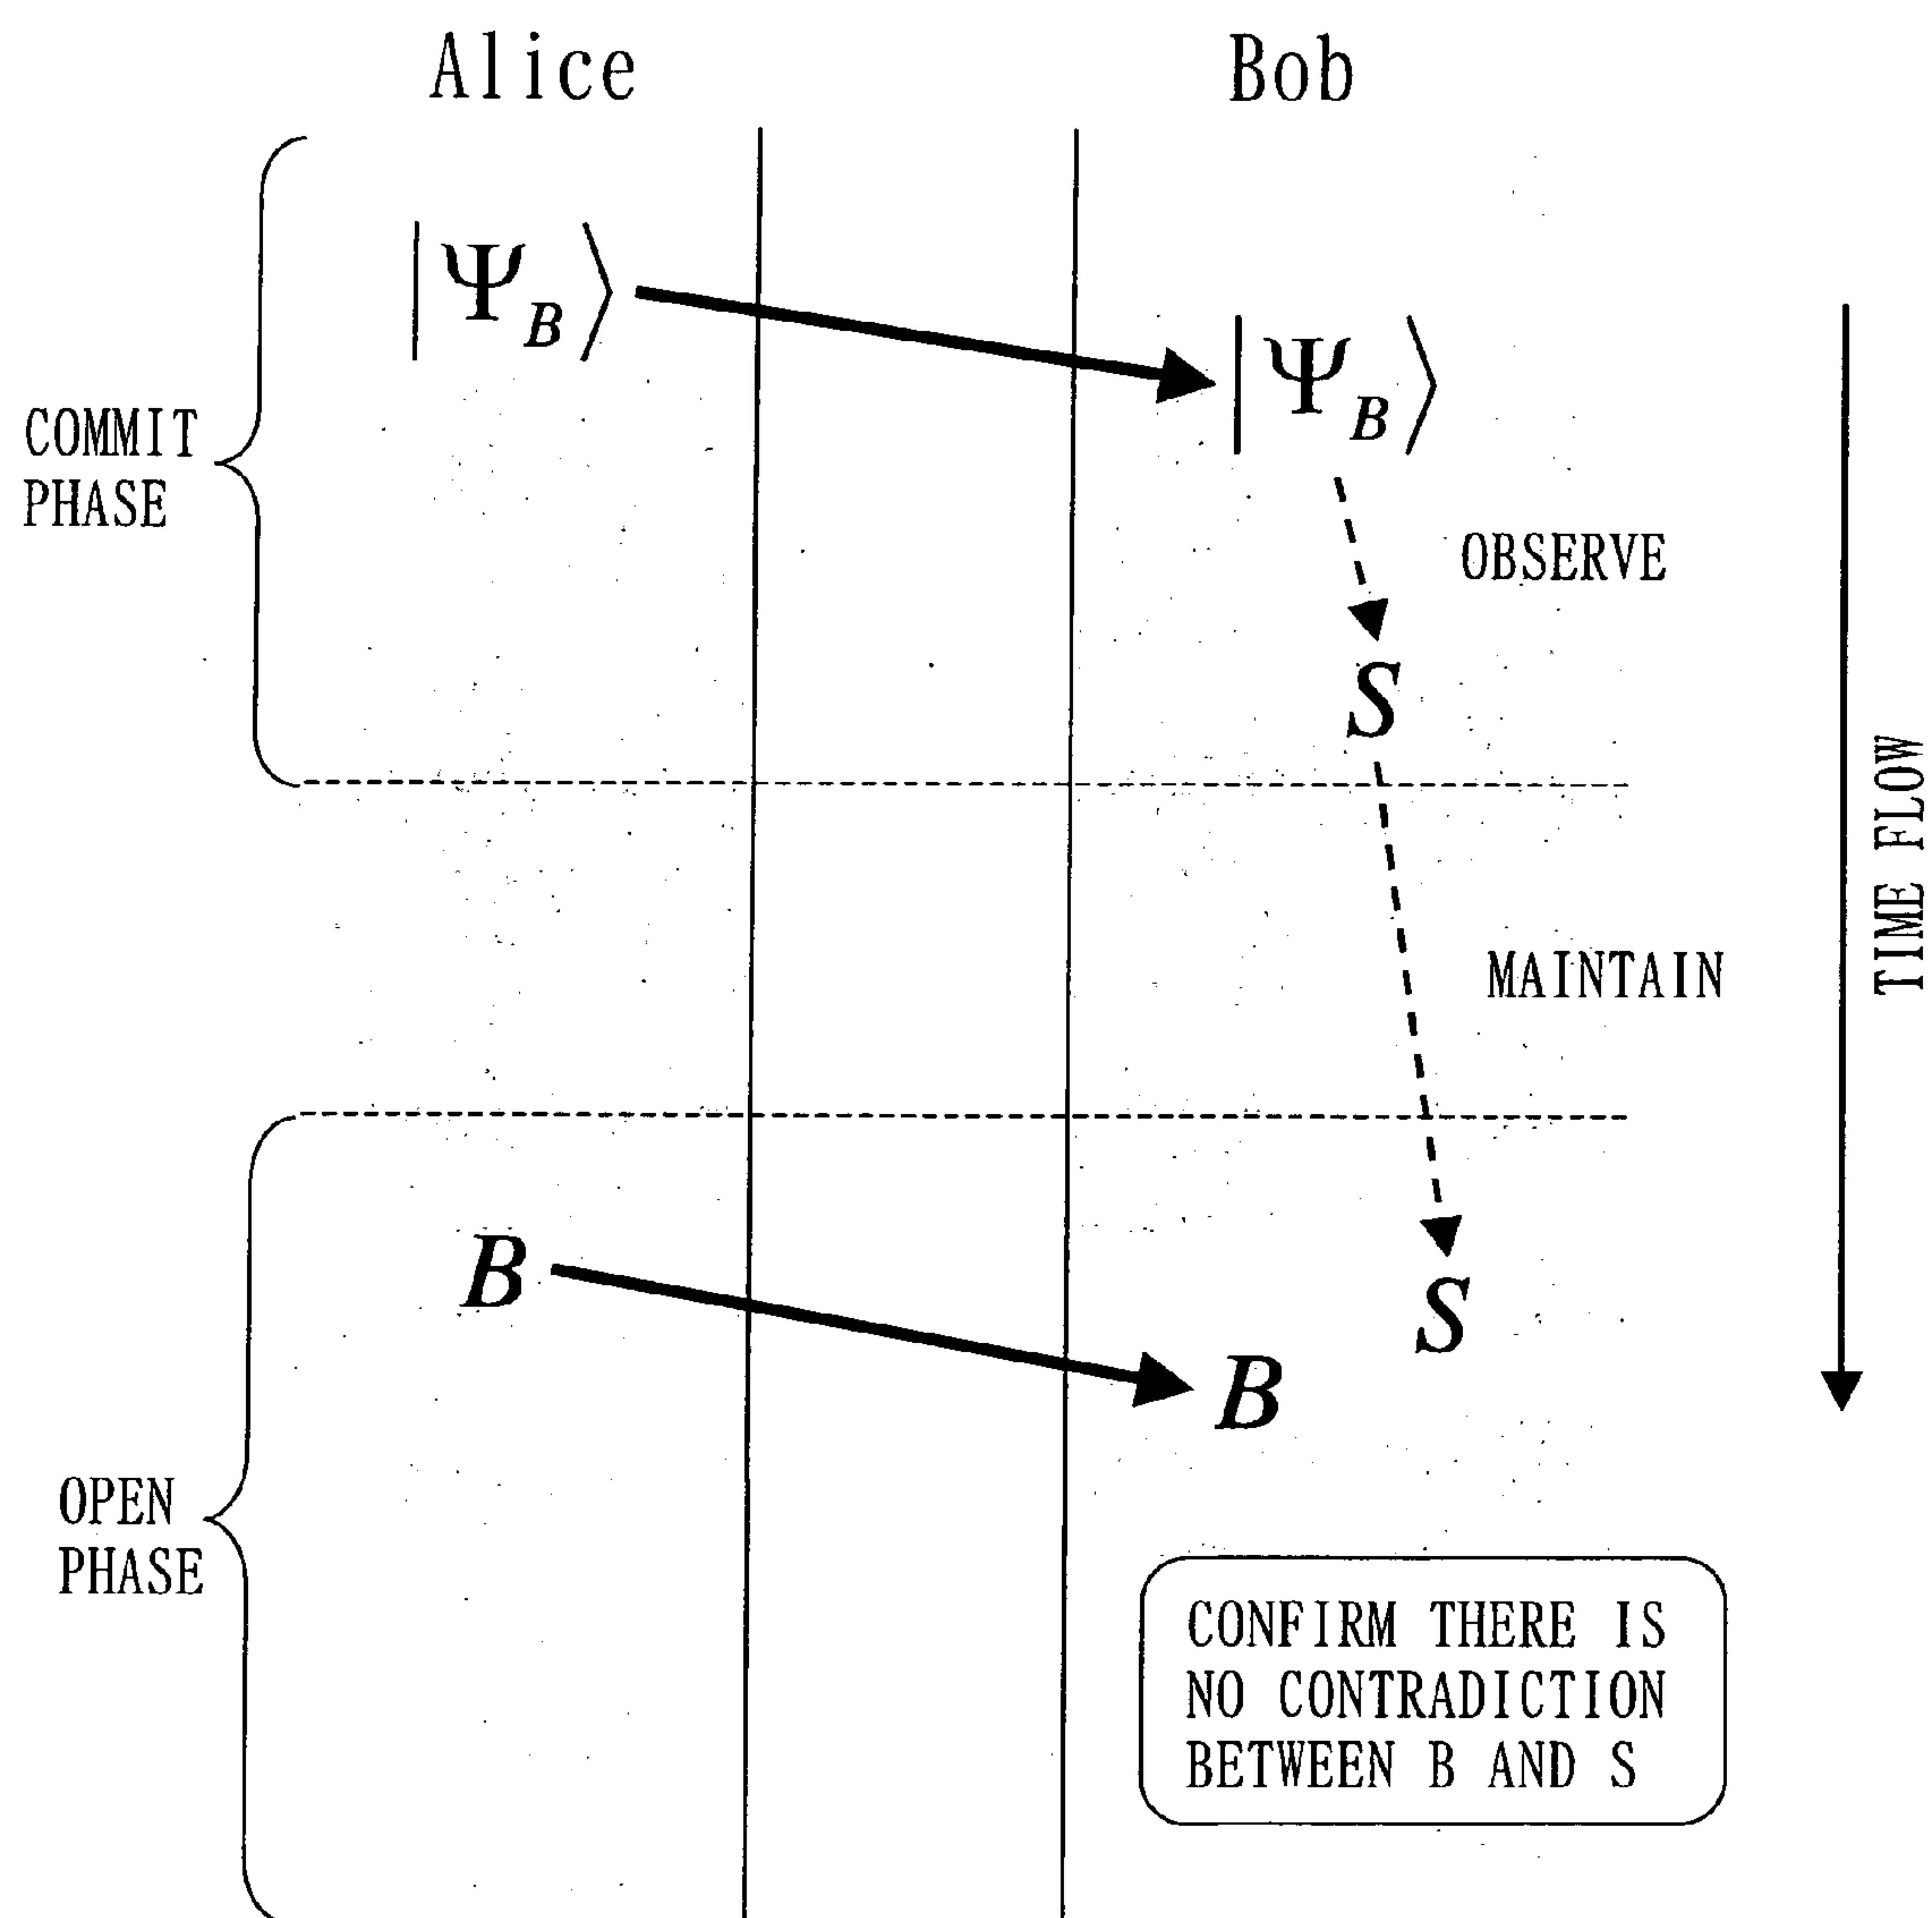 Alice
Bob
|Ψ_B⟩
|Ψ_B⟩
COMMIT
PHASE
OBSERVE
S
TIME FLOW
MAINTAIN
B
S
B
OPEN
PHASE
CONFIRM THERE IS
NO CONTRADICTION
BETWEEN B AND S